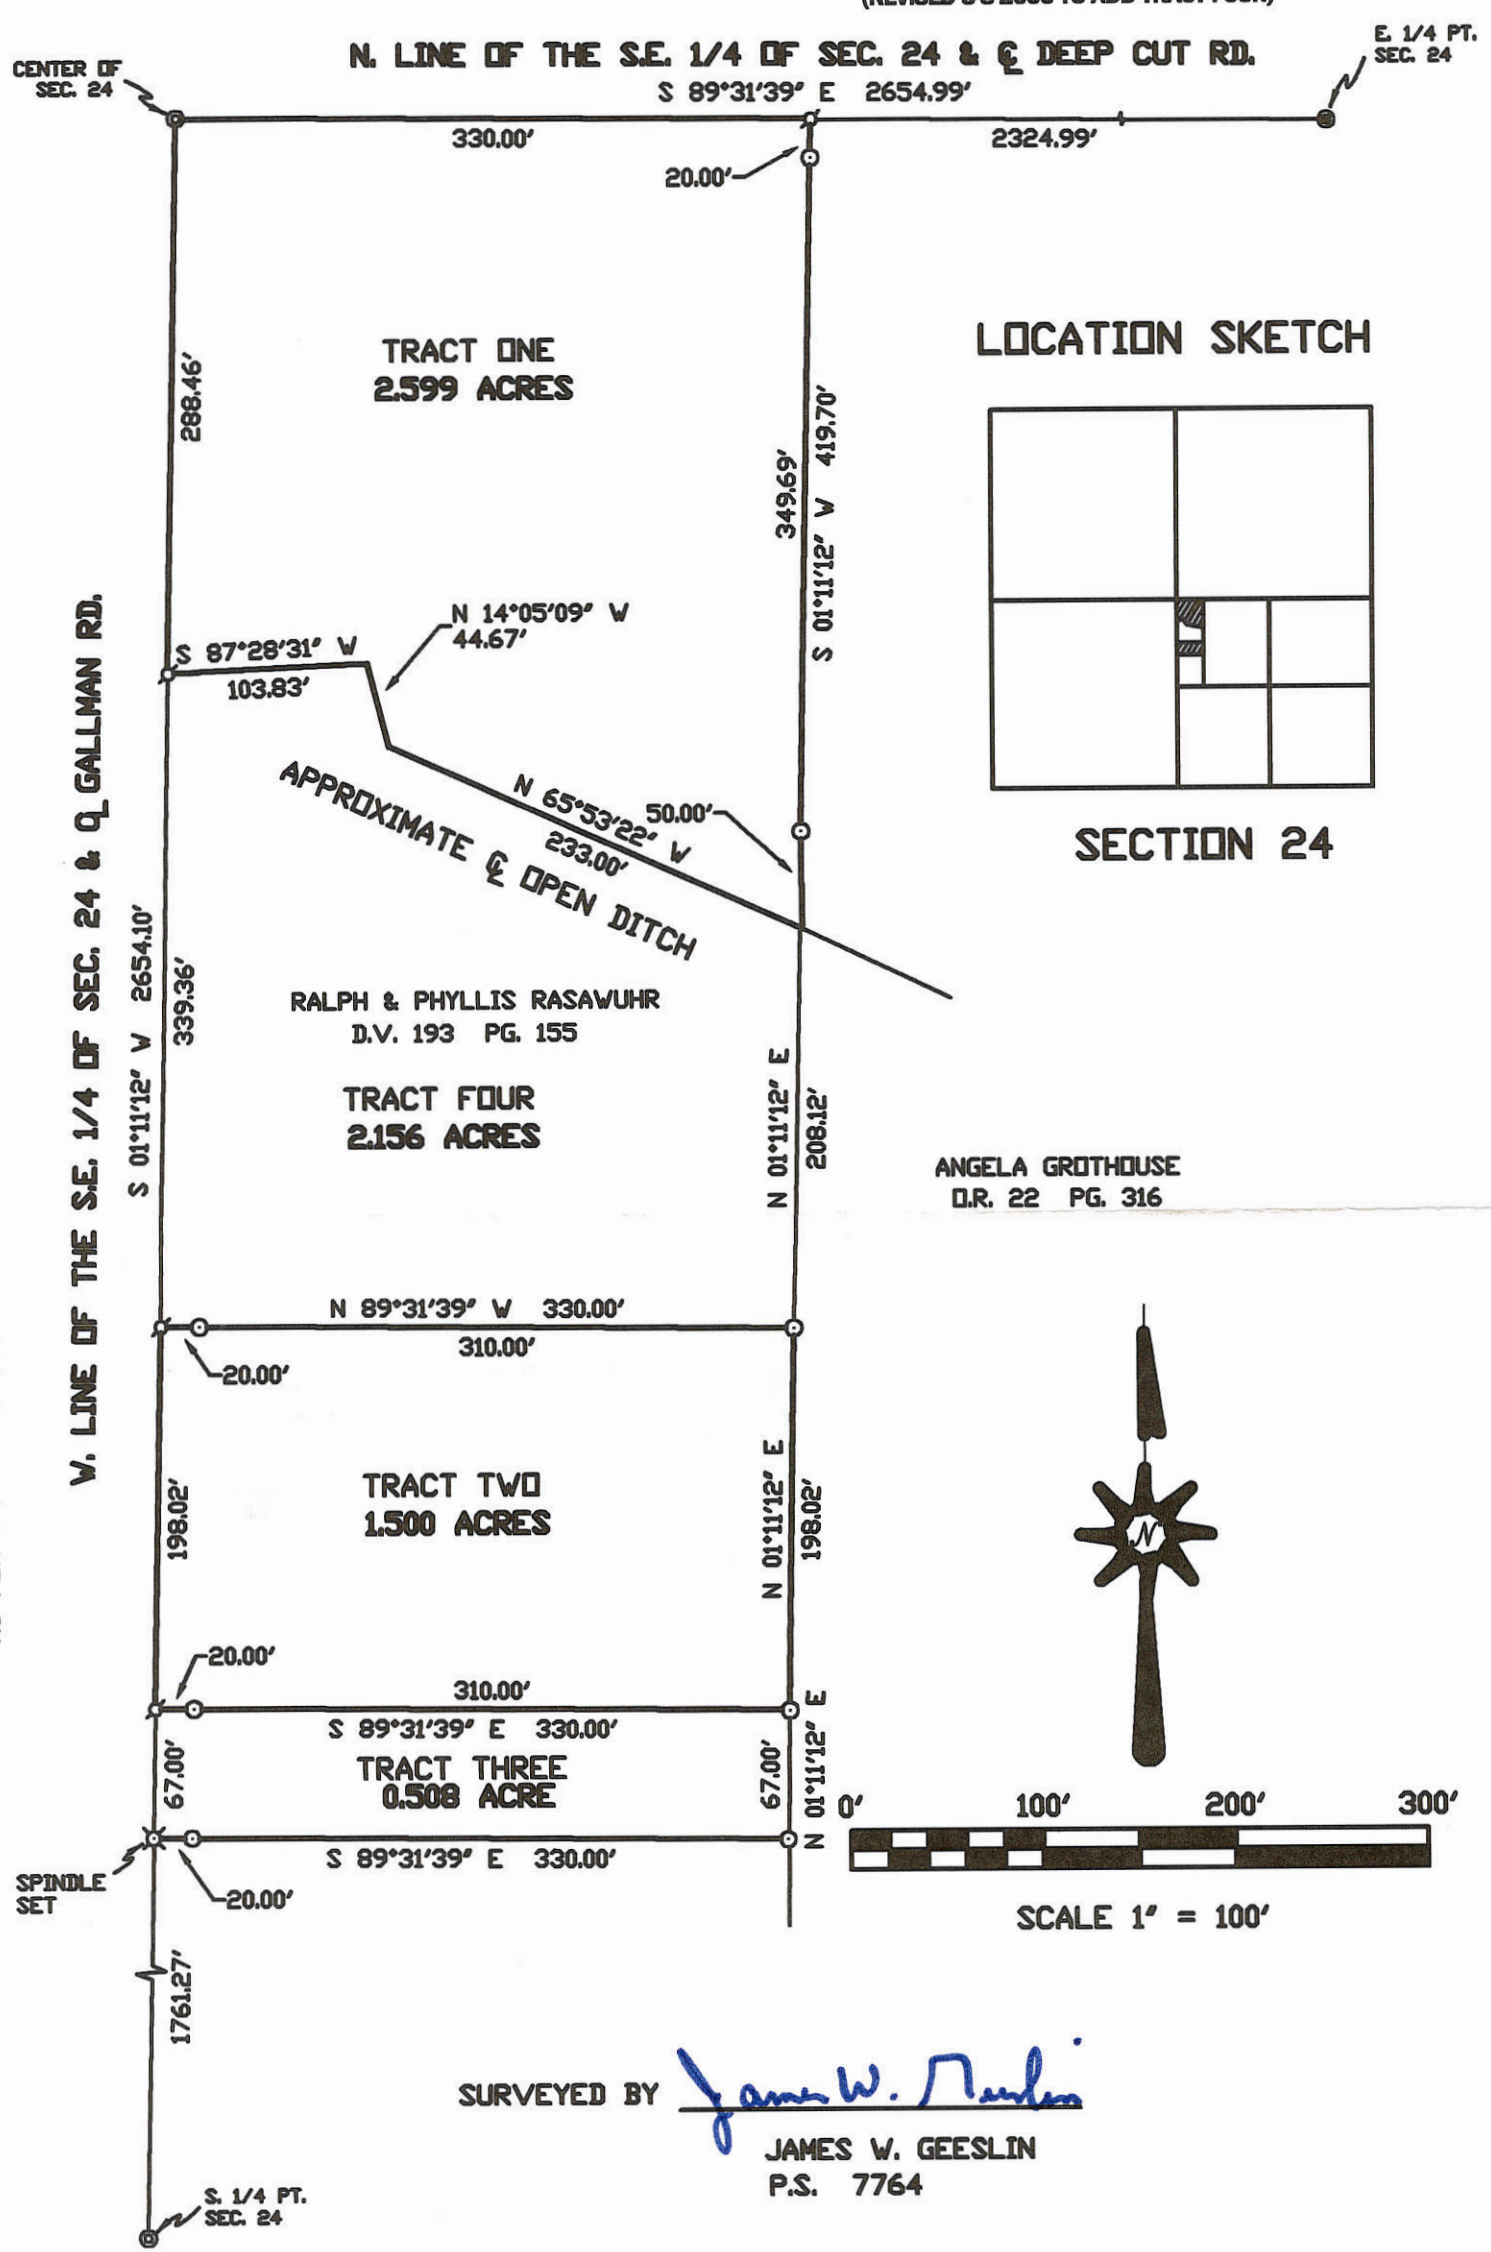 N. LINE OF THE S.E. 1/4 OF SEC. 24 & ℄ DEEP CUT RD.
S 89°31'39" E 2654.99'
CENTER OF
SEC. 24
E. 1/4 PT.
SEC. 24
330.00'
2324.99'
20.00'
TRACT ONE
2.599 ACRES
288.46'
349.69'
S 01°11'12" W 419.70'
LOCATION SKETCH
SECTION 24
N 14°05'09" W
44.67'
S 87°28'31" W
103.83'
N 65°53'22" W
233.00'
50.00'
APPROXIMATE ℄ OPEN DITCH
W. LINE OF THE S.E. 1/4 OF SEC. 24 & ℄ GALLMAN RD.
S 01°11'12" W 2654.10'
339.36'
RALPH & PHYLLIS RASAWUHR
D.V. 193 PG. 155
TRACT FOUR
2.156 ACRES
N 01°11'12" E
208.12'
ANGELA GROTHOUSE
O.R. 22 PG. 316
N 89°31'39" W 330.00'
310.00'
20.00'
TRACT TWO
1.500 ACRES
198.02'
N 01°11'12" E
198.02'
N
20.00'
310.00'
S 89°31'39" E 330.00'
TRACT THREE
0.508 ACRE
67.00'
67.00'
N 01°11'12" E
S 89°31'39" E 330.00'
SPINDLE
SET
20.00'
0' 100' 200' 300'
SCALE 1" = 100'
1761.27'
SURVEYED BY James W. Geeslin
JAMES W. GEESLIN
P.S. 7764
S. 1/4 PT.
SEC. 24